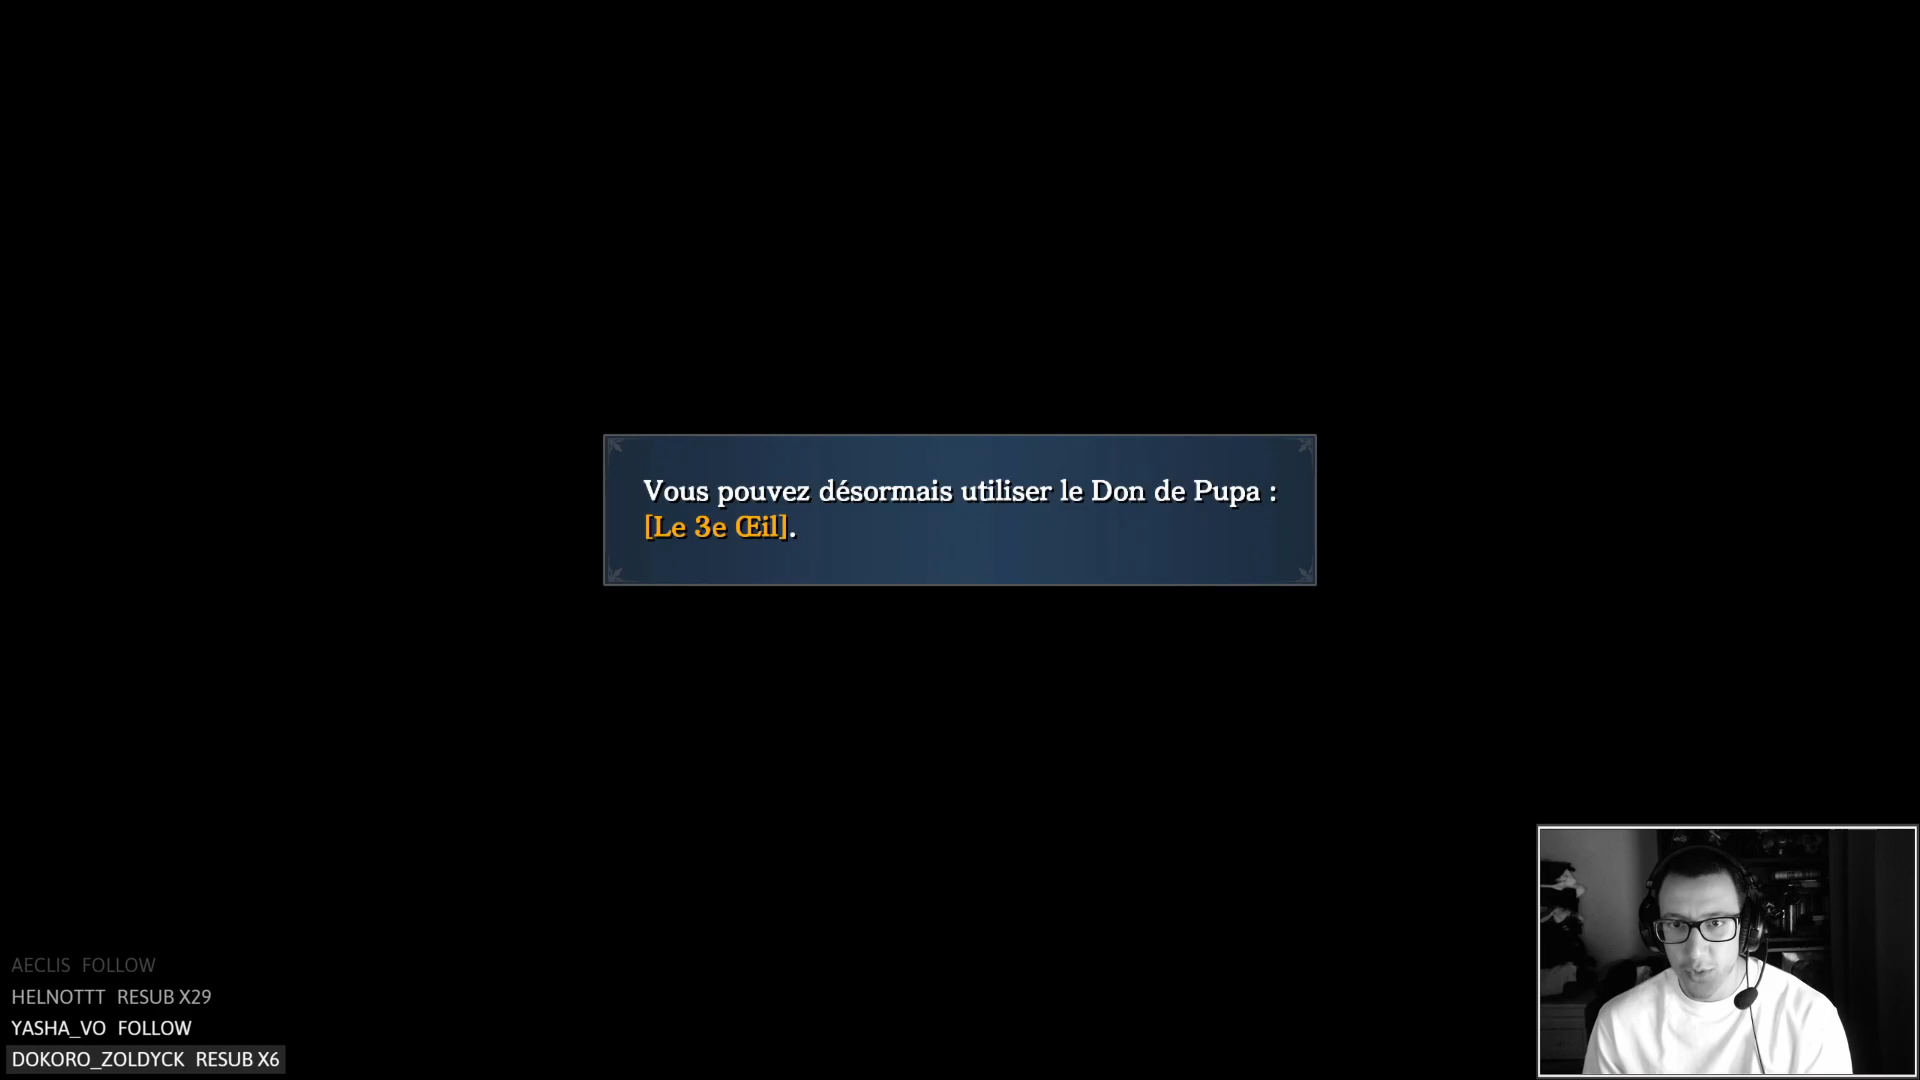 Vous pouvez désormais utiliser le Don de Pupa :
[Le 3e Œil].
AECLIS FOLLOW
HELNOTTT RESUB X29
YASHA_VO FOLLOW
DOKORO_ZOLDYCK RESUB X6